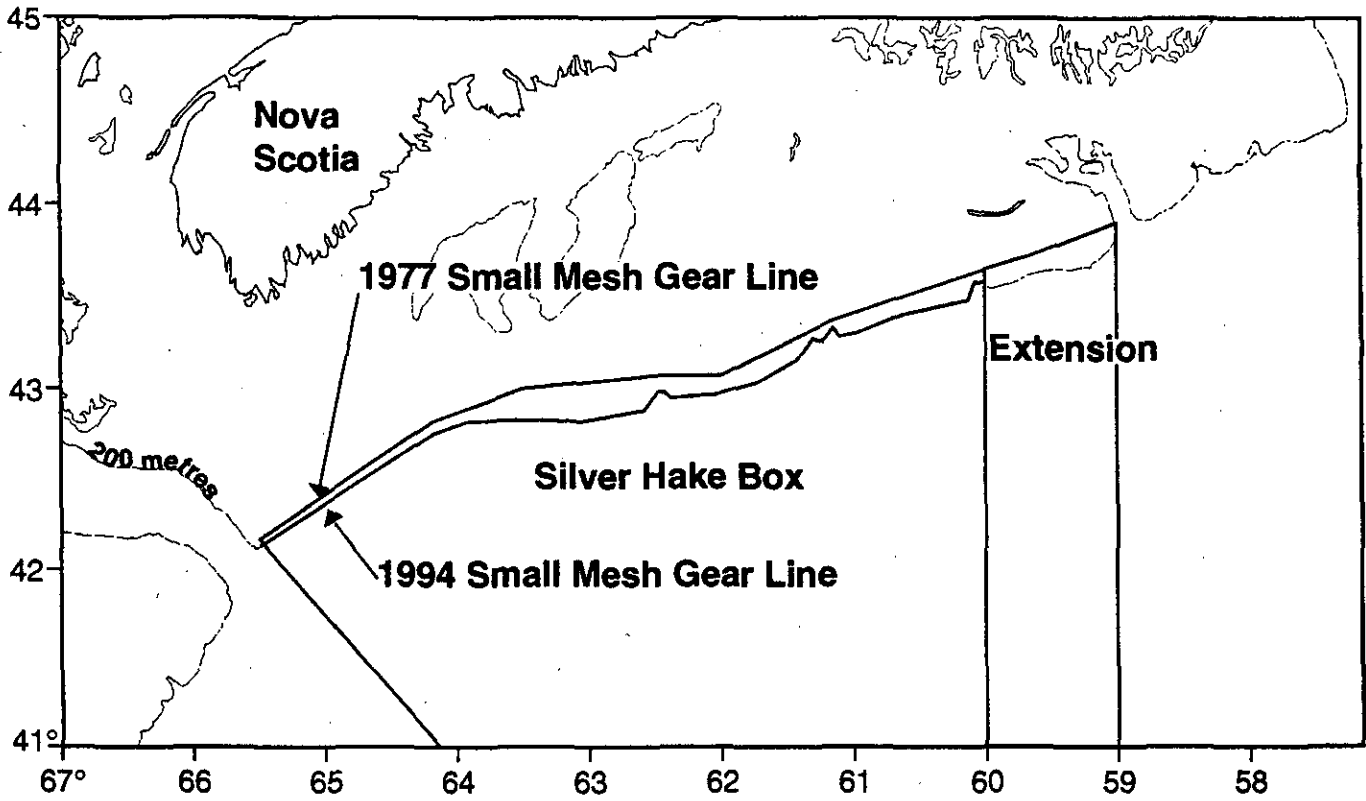 45
Nova
Scotia
44
1977 Small Mesh Gear Line
Extension
43
200 metres
Silver Hake Box
42
1994 Small Mesh Gear Line
41°
67°
66
65
64
63
62
61
60
59
58